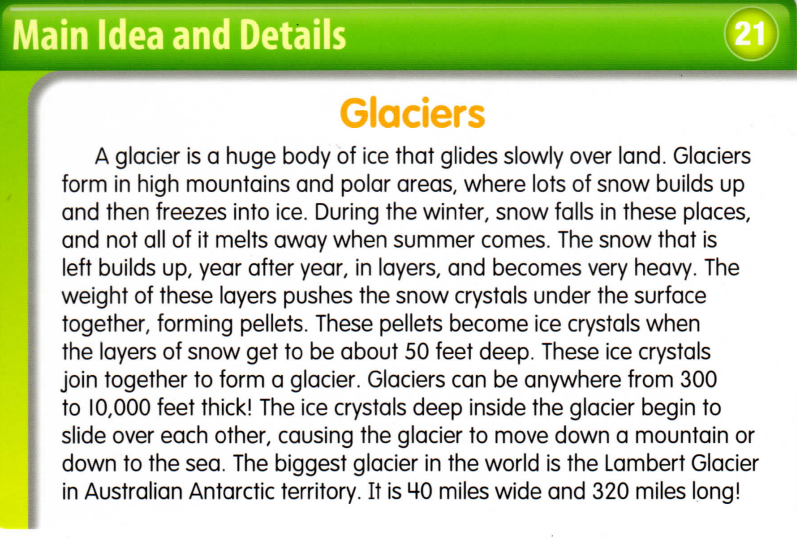 Main Idea and Details
21
Glaciers
A glacier is a huge body of ice that glides slowly over land. Glaciers
form in high mountains and polar areas, where lots of snow builds up
and then freezes into ice. During the winter, snow falls in these places,
and not all of it melts away when summer comes. The snow that is
left builds up, year after year, in layers, and becomes very heavy. The
weight of these layers pushes the snow crystals under the surface
together, forming pellets. These pellets become ice crystals when
the layers of snow get to be about 50 feet deep. These ice crystals
join together to form a glacier. Glaciers can be anywhere from 300
to 10,000 feet thick! The ice crystals deep inside the glacier begin to
slide over each other, causing the glacier to move down a mountain or
down to the sea. The biggest glacier in the world is the Lambert Glacier
in Australian Antarctic territory. It is 40 miles wide and 320 miles long!